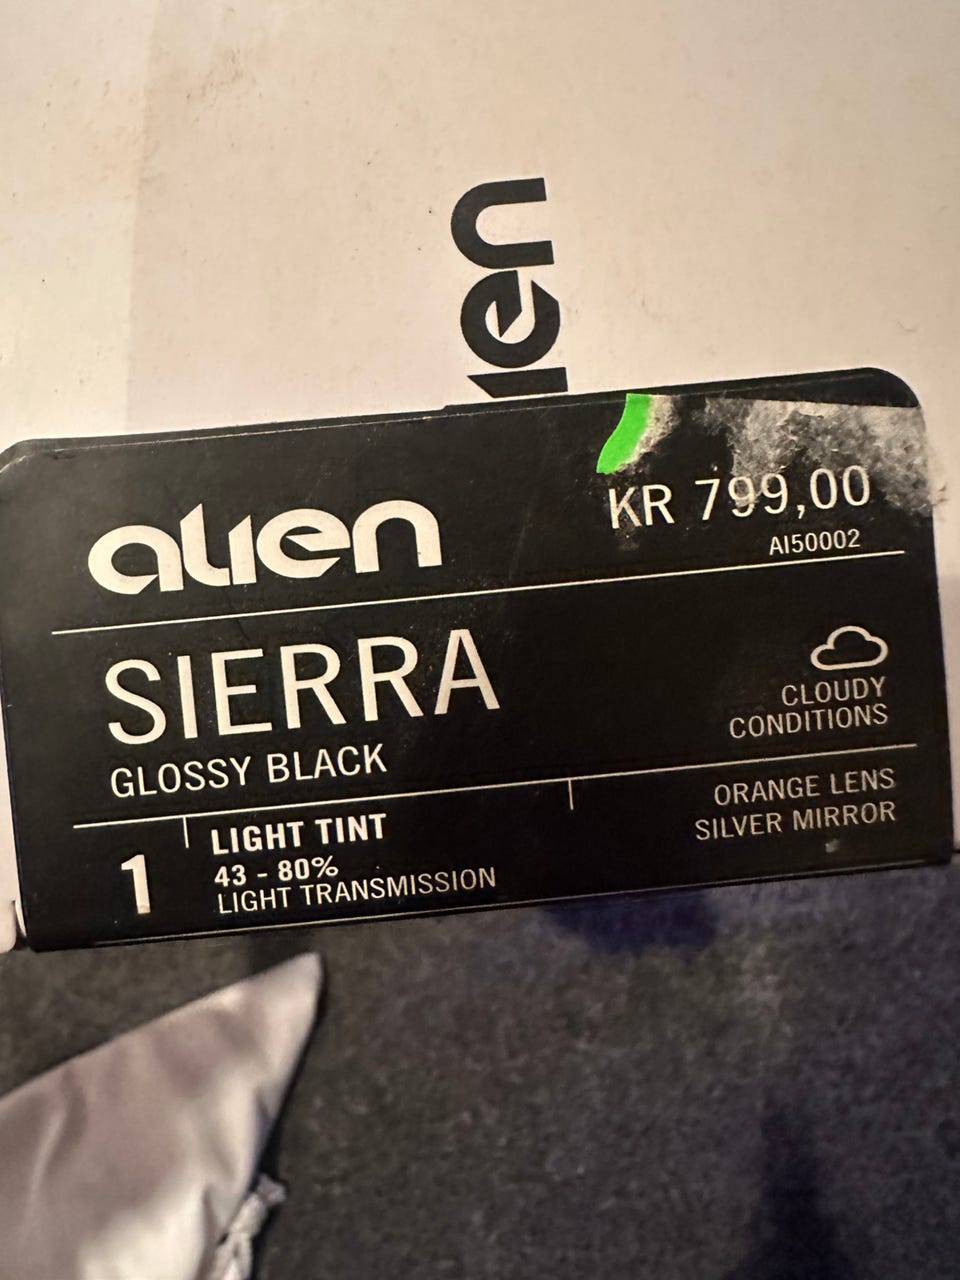 len
alien
KR 799,00
AI50002
SIERRA
GLOSSY BLACK
CLOUDY
CONDITIONS
1
LIGHT TINT
43 - 80%
LIGHT TRANSMISSION
ORANGE LENS
SILVER MIRROR